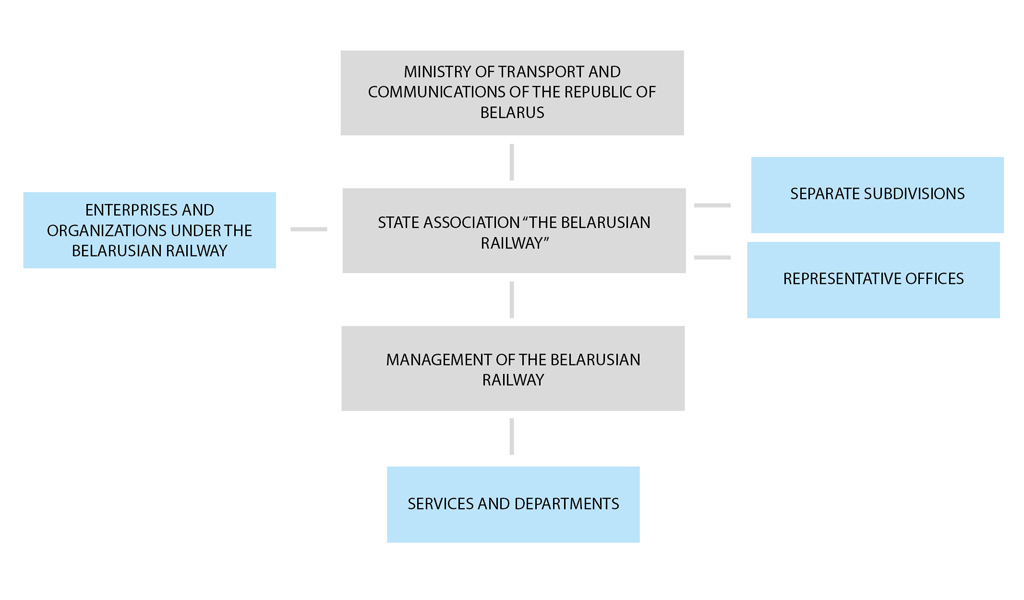 MINISTRY OF TRANSPORT AND
COMMUNICATIONS OF THE REPUBLIC OF
BELARUS
ENTERPRISES AND
ORGANIZATIONS UNDER THE
BELARUSIAN RAILWAY
STATE ASSOCIATION “THE BELARUSIAN
RAILWAY”
SEPARATE SUBDIVISIONS
REPRESENTATIVE OFFICES
MANAGEMENT OF THE BELARUSIAN
RAILWAY
SERVICES AND DEPARTMENTS